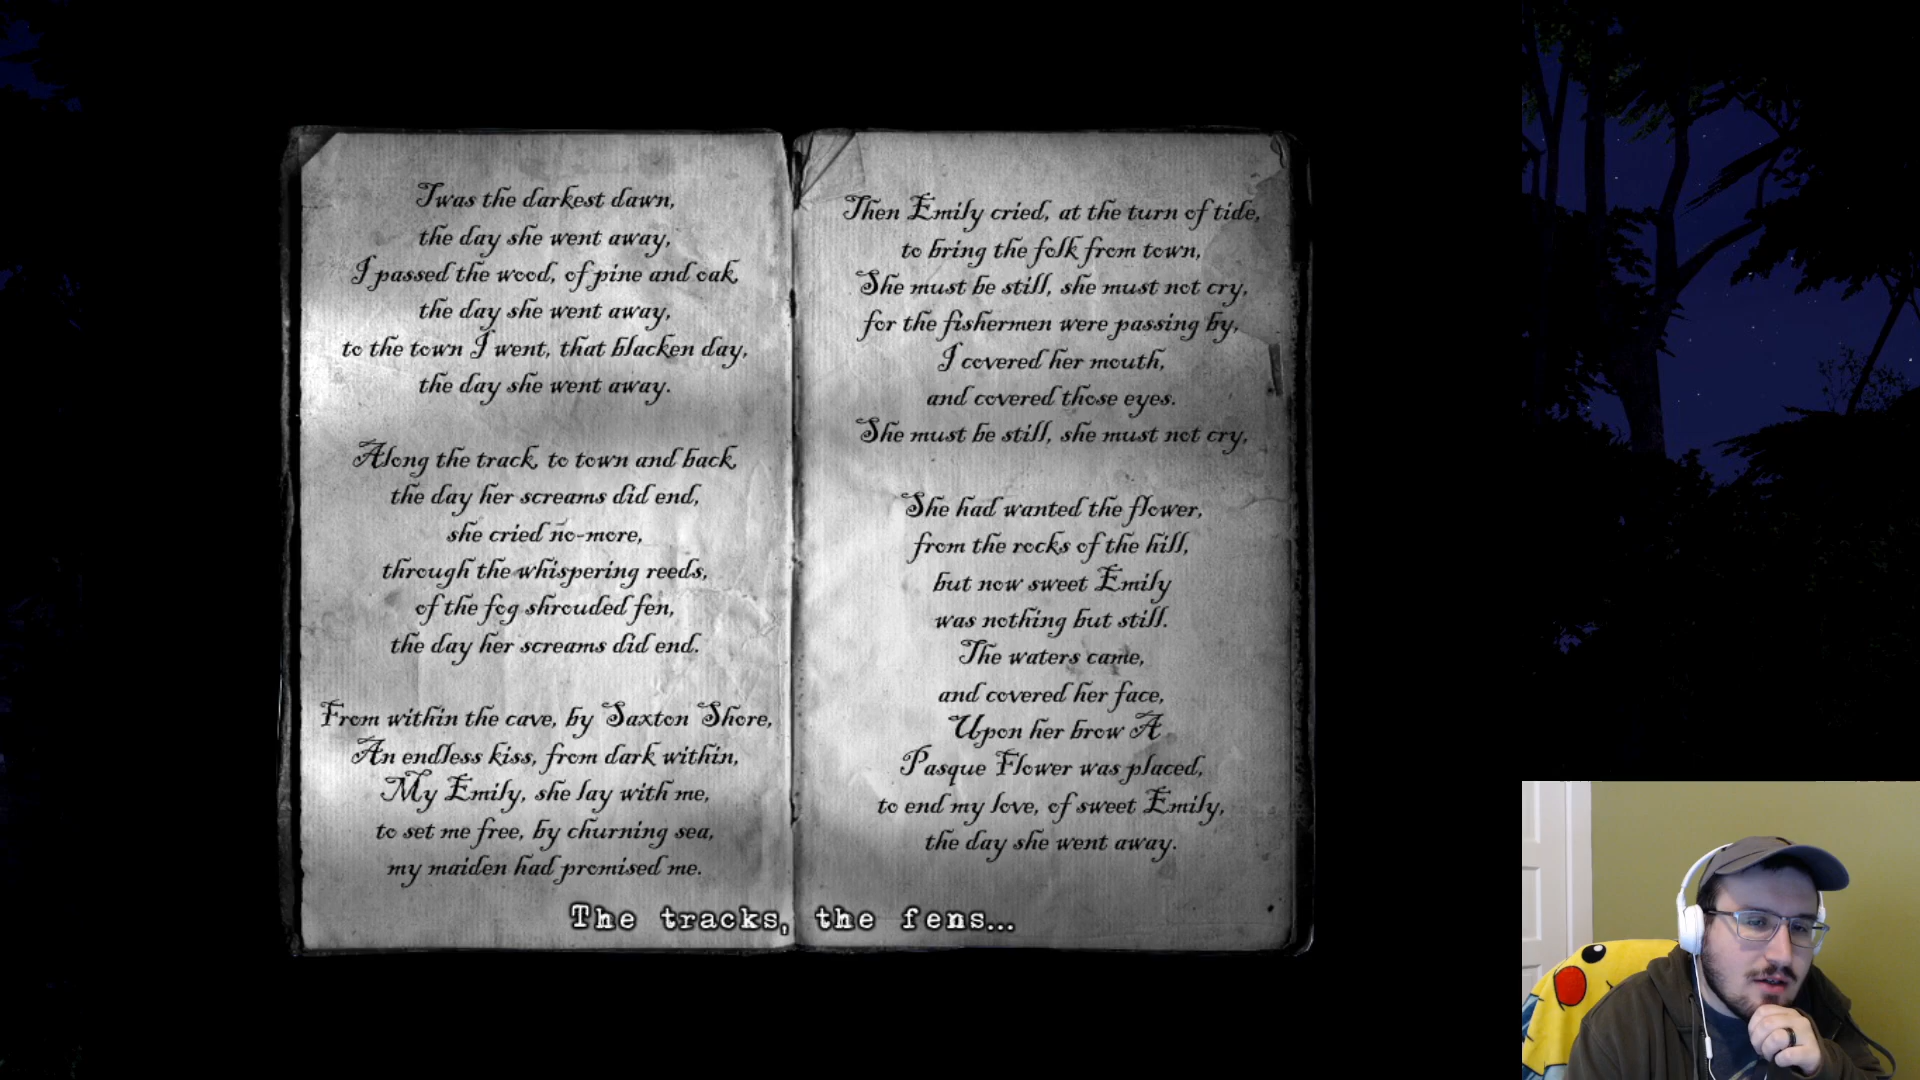 Twas the darkest dawn,
the day she went away,
I passed the wood, of pine and oak,
the day she went away,
to the town I went, that blacken day,
the day she went away.
Along the track, to town and back,
the day her screams did end,
she cried no-more,
through the whispering reeds,
of the fog shrouded fen,
the day her screams did end.
From within the cave, by Saxton Shore,
An endless kiss, from dark within,
My Emily, she lay with me,
to set me free, by churning sea,
my maiden had promised me.
Then Emily cried, at the turn of tide,
to bring the folk from town,
She must be still, she must not cry,
for the fishermen were passing by,
I covered her mouth,
and covered those eyes.
She must be still, she must not cry,
She had wanted the flower,
from the rocks of the hill,
but now sweet Emily
was nothing but still.
The waters came,
and covered her face,
Upon her brow A
Pasque Flower was placed,
to end my love, of sweet Emily,
the day she went away.
The tracks, the fens...